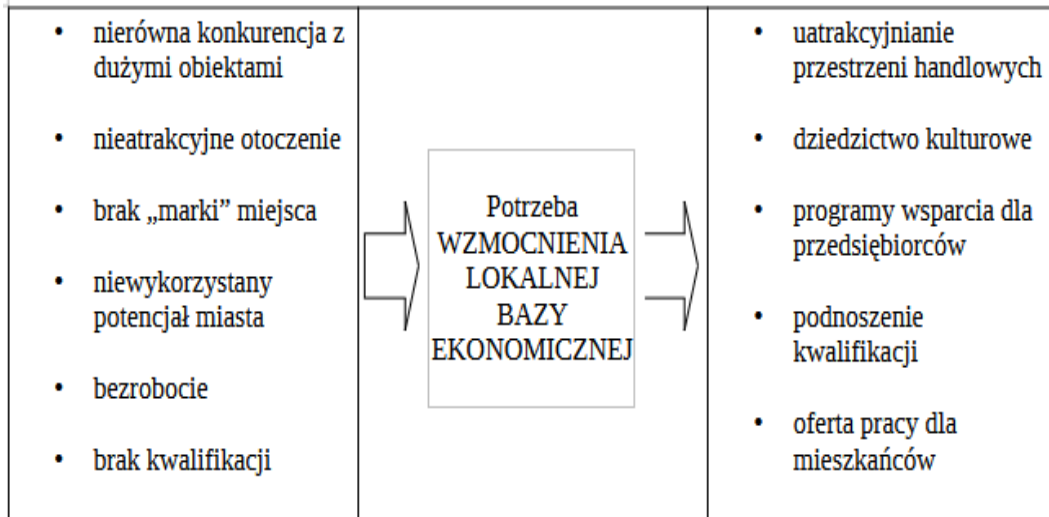 • nierówna konkurencja z
dużymi obiektami
• nieatrakcyjne otoczenie
• brak „marki” miejsca
• niewykorzystany
potencjał miasta
• bezrobocie
• brak kwalifikacji
Potrzeba
WZMOCNIENIA
LOKALNEJ
BAZY
EKONOMICZNEJ
• uatrakcyjnianie
przestrzeni handlowych
• dziedzictwo kulturowe
• programy wsparcia dla
przedsiębiorców
• podnoszenie
kwalifikacji
• oferta pracy dla
mieszkańców